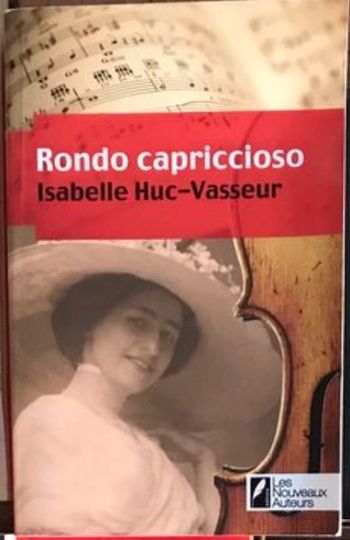 Rondo capriccioso
Isabelle Huc-Vasseur
Les
Nouveaux
Auteurs